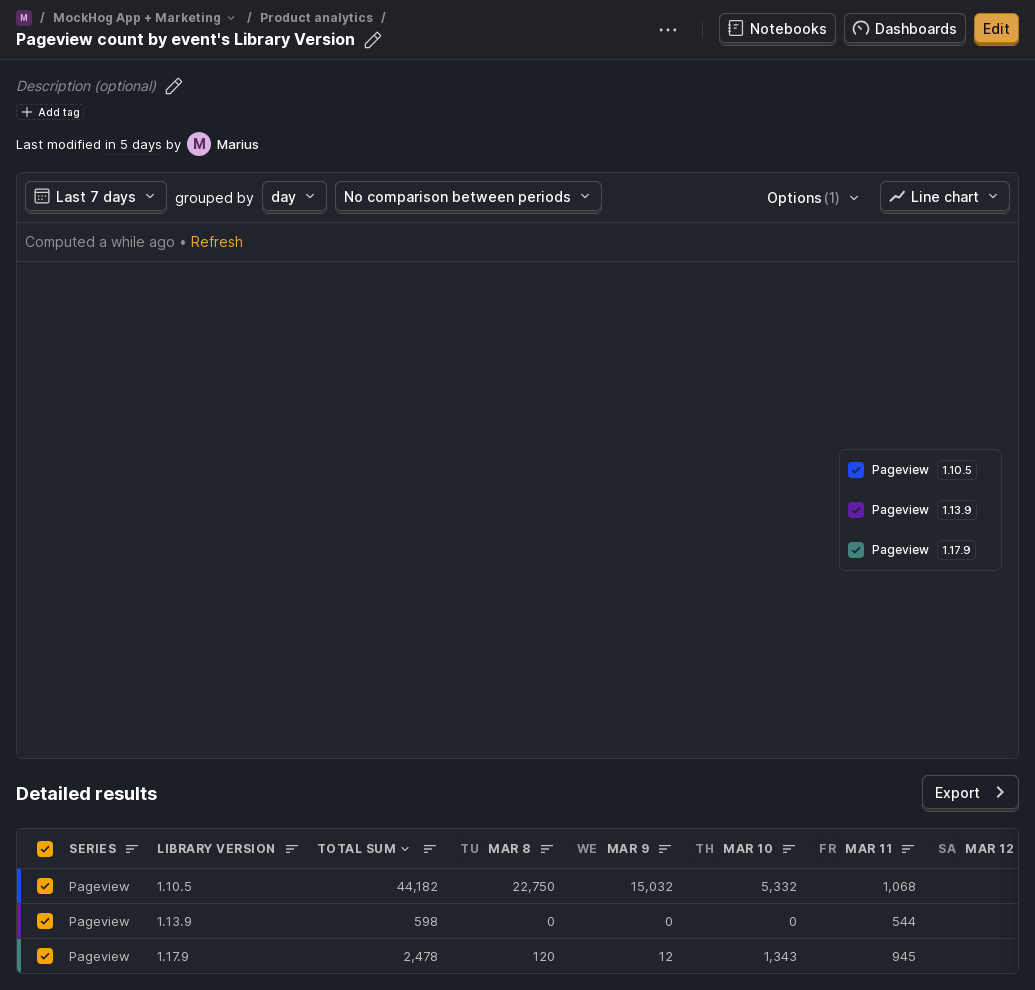 M / MockHog App + Marketing / Product analytics /
Pageview count by event's Library Version
Notebooks Dashboards Edit
Description (optional)
Add tag
Last modified in 5 days by M Marius
Last 7 days grouped by day No comparison between periods Options (1) Line chart
Computed a while ago • Refresh
Pageview 1.10.5
Pageview 1.13.9
Pageview 1.17.9
Detailed results Export
SERIES LIBRARY VERSION TOTAL SUM TU MAR 8 WE MAR 9 TH MAR 10 FR MAR 11 SA MAR 12
Pageview 1.10.5 44,182 22,750 15,032 5,332 1,068
Pageview 1.13.9 598 0 0 0 544
Pageview 1.17.9 2,478 120 12 1,343 945